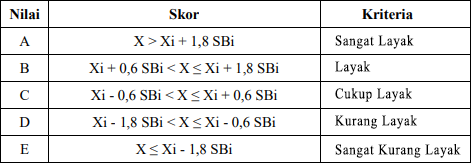 Nilai Skor Kriteria
A X > Xi + 1,8 SBi Sangat Layak
B Xi + 0,6 SBi < X ≤ Xi + 1,8 SBi Layak
C Xi - 0,6 SBi < X ≤ Xi + 0,6 SBi Cukup Layak
D Xi - 1,8 SBi < X ≤ Xi - 0,6 SBi Kurang Layak
E X ≤ Xi - 1,8 SBi Sangat Kurang Layak